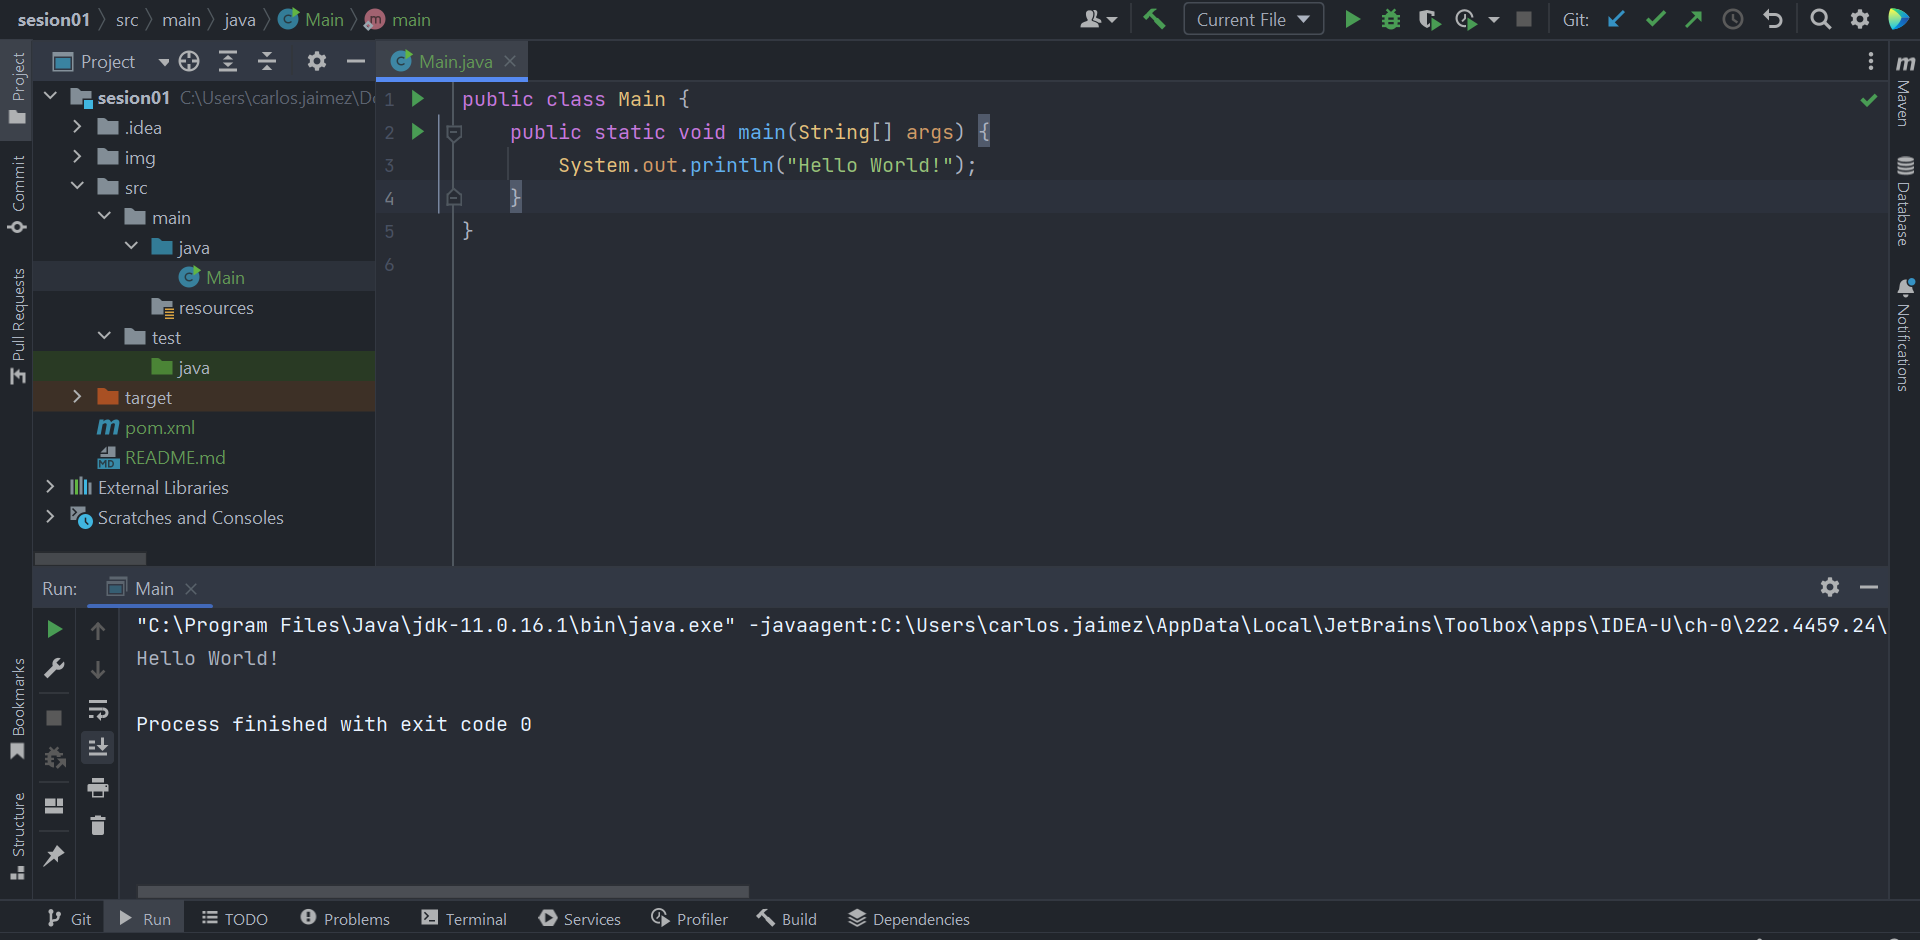 sesion01 src main java Main main
Current File
Git:
Project
Main.java
sesion01 C:\Users\carlos.jaimez\D
.idea
img
src
main
java
Main
resources
test
java
target
pom.xml
README.md
External Libraries
Scratches and Consoles
1 public class Main {
2 public static void main(String[] args) {
3 System.out.println("Hello World!");
4 }
5 }
6
Project
Commit
Pull Requests
Bookmarks
Structure
Maven
Database
Notifications
Run: Main
"C:\Program Files\Java\jdk-11.0.16.1\bin\java.exe" -javaagent:C:\Users\carlos.jaimez\AppData\Local\JetBrains\Toolbox\apps\IDEA-U\ch-0\222.4459.24\
Hello World!
Process finished with exit code 0
Git Run TODO Problems Terminal Services Profiler Build Dependencies